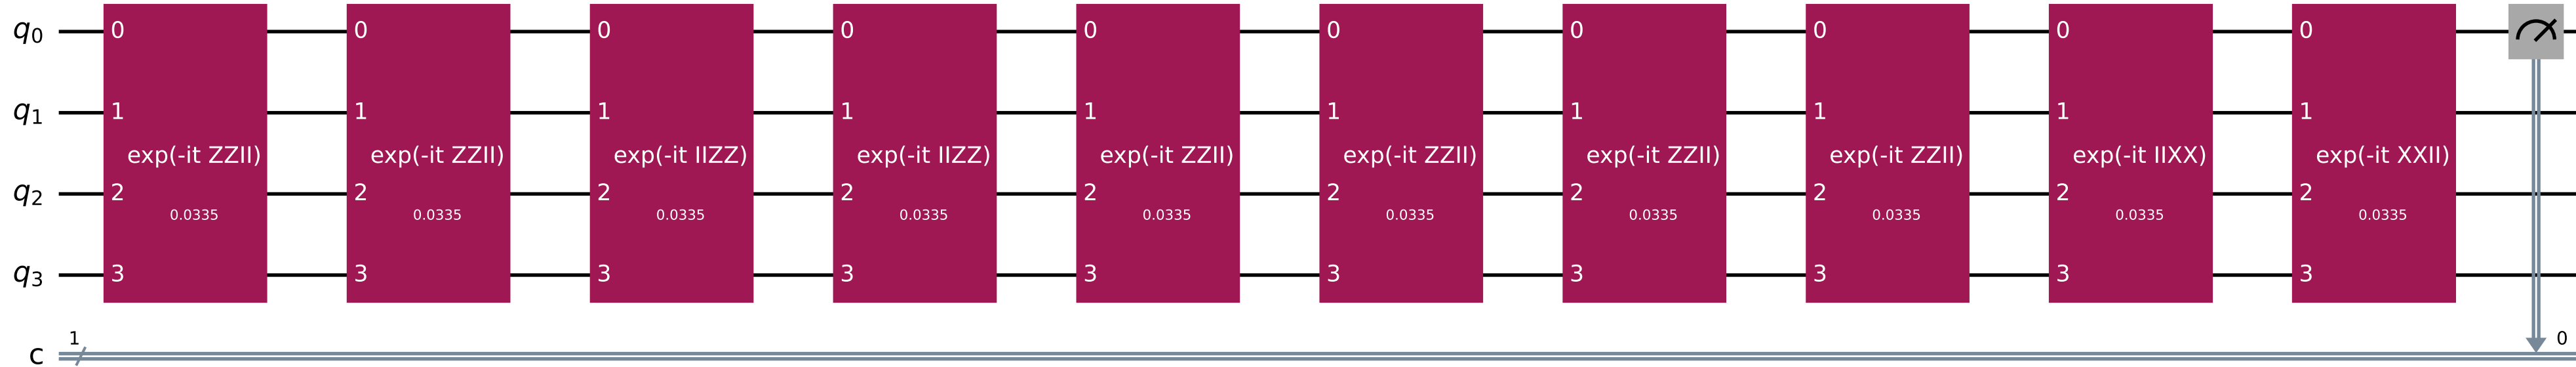 q0 0 0 0 0 0 0 0 0 0 0
q1 1 1 1 1 1 1 1 1 1 1
exp(-it ZZII) exp(-it ZZII) exp(-it IIZZ) exp(-it IIZZ) exp(-it ZZII) exp(-it ZZII) exp(-it ZZII) exp(-it ZZII) exp(-it IIXX) exp(-it XXII)
q2 2 2 2 2 2 2 2 2 2 2
0.0335 0.0335 0.0335 0.0335 0.0335 0.0335 0.0335 0.0335 0.0335 0.0335
q3 3 3 3 3 3 3 3 3 3 3
1 0
c